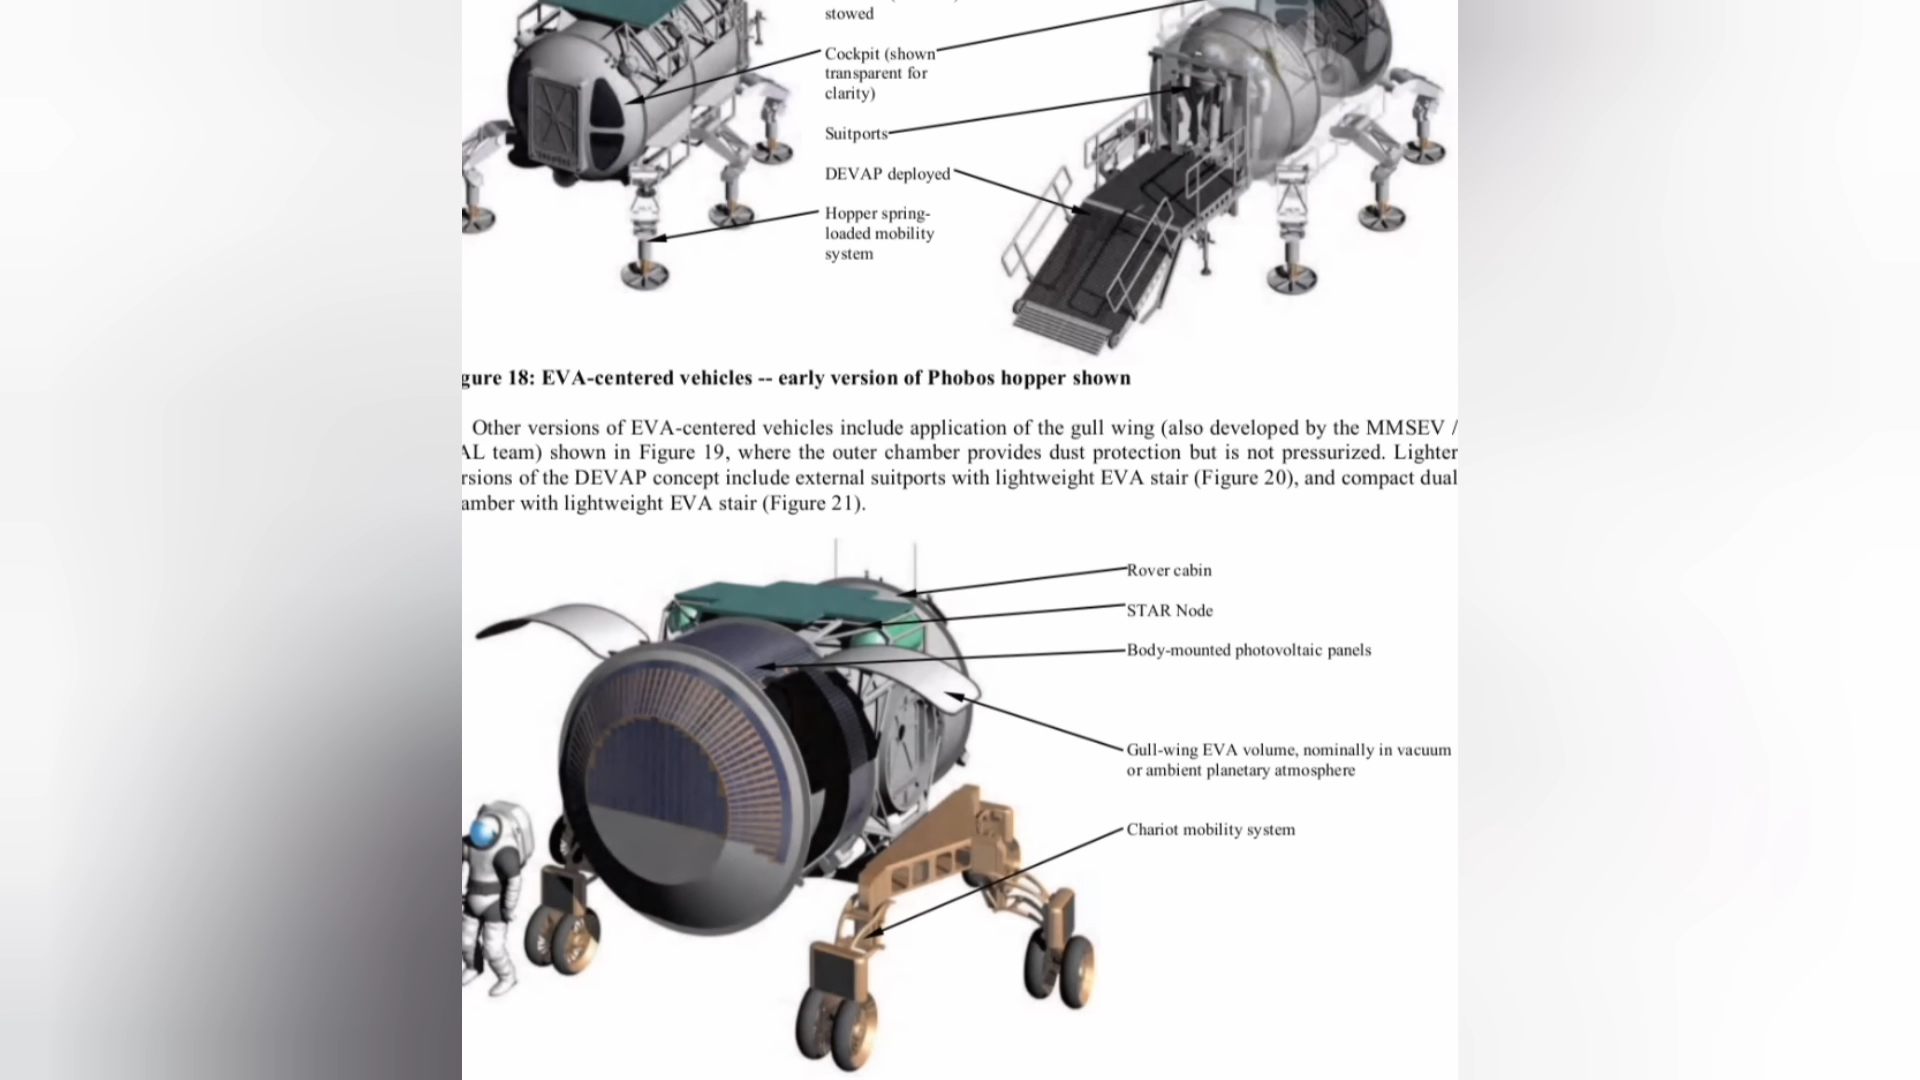 stowed
Cockpit (shown
transparent for
clarity)
Suitports
DEVAP deployed
Hopper spring-
loaded mobility
system
gure 18: EVA-centered vehicles -- early version of Phobos hopper shown
Other versions of EVA-centered vehicles include application of the gull wing (also developed by the MMSEV /
AL team) shown in Figure 19, where the outer chamber provides dust protection but is not pressurized. Lighter
rsions of the DEVAP concept include external suitports with lightweight EVA stair (Figure 20), and compact dual
amber with lightweight EVA stair (Figure 21).
Rover cabin
STAR Node
Body-mounted photovoltaic panels
Gull-wing EVA volume, nominally in vacuum
or ambient planetary atmosphere
Chariot mobility system